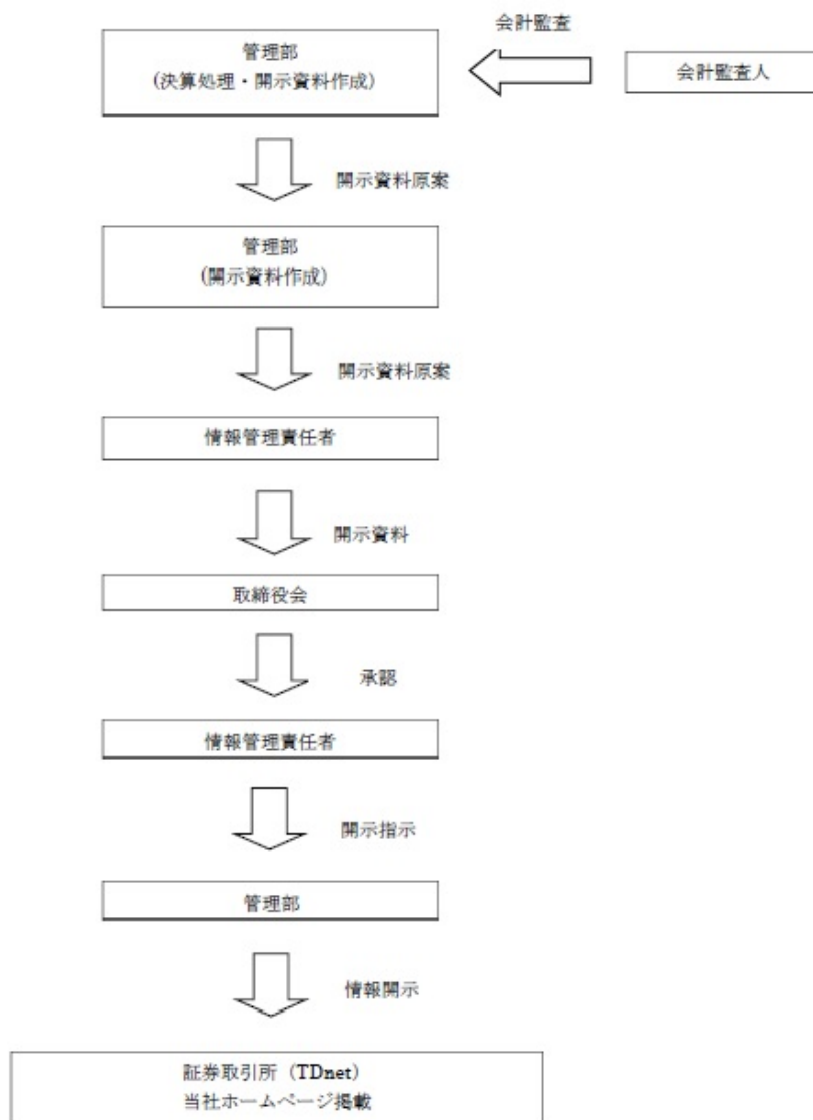 会計監査
管理部
(決算処理・開示資料作成)
会計監査人
開示資料原案
管理部
(開示資料作成)
開示資料原案
情報管理責任者
開示資料
取締役会
承認
情報管理責任者
開示指示
管理部
情報開示
証券取引所（TDnet）
当社ホームページ掲載